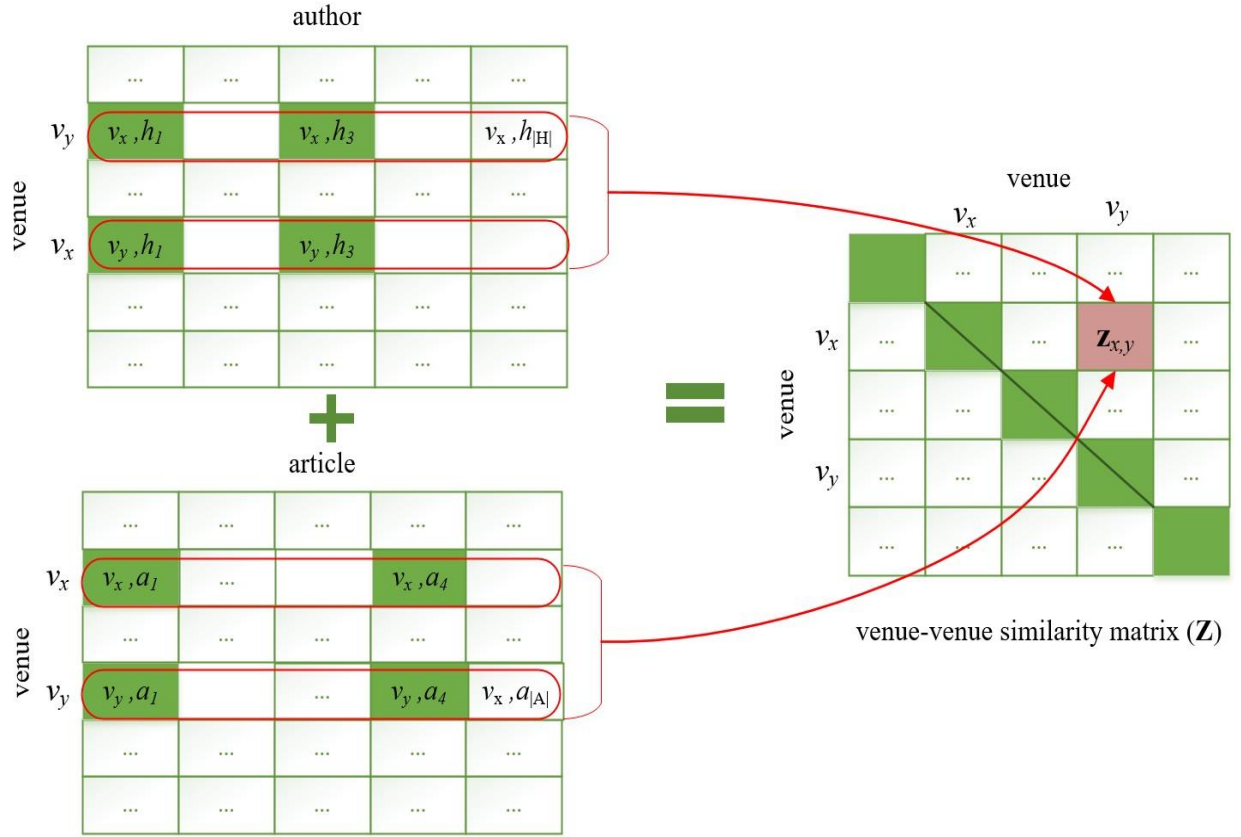 author
... ... ... ... ...
v_y v_x ,h_1 v_x ,h_3 v_x ,h_|H|
... ... ... ... ...
v_x v_y ,h_1 v_y ,h_3
... ... ... ... ...
... ... ... ... ...
venue
+
article
... ... ... ... ...
v_x v_x ,a_1 ... v_x ,a_4
... ... ... ... ...
v_y v_y ,a_1 ... v_y ,a_4 v_x ,a_|A|
... ... ... ... ...
... ... ... ... ...
venue
=
venue
v_x v_y
... ... ... ...
v_x ... ... Z_x,y ...
... ... ... ...
v_y ... ... ... ...
... ... ... ...
venue
venue-venue similarity matrix (Z)